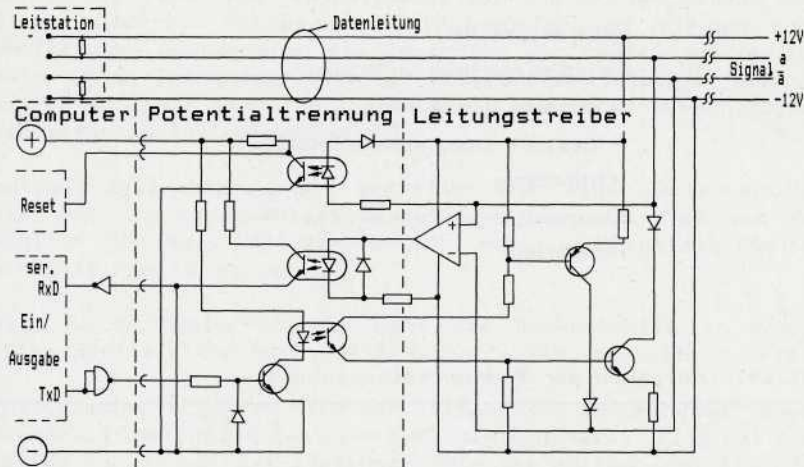 Leitstation
Datenleitung
+12V
a
Signal
a̅
-12V
Computer
Potentialtrennung
Leitungstreiber
+
Reset
+
-
ser.
RxD
Ein/
Ausgabe
TxD
-